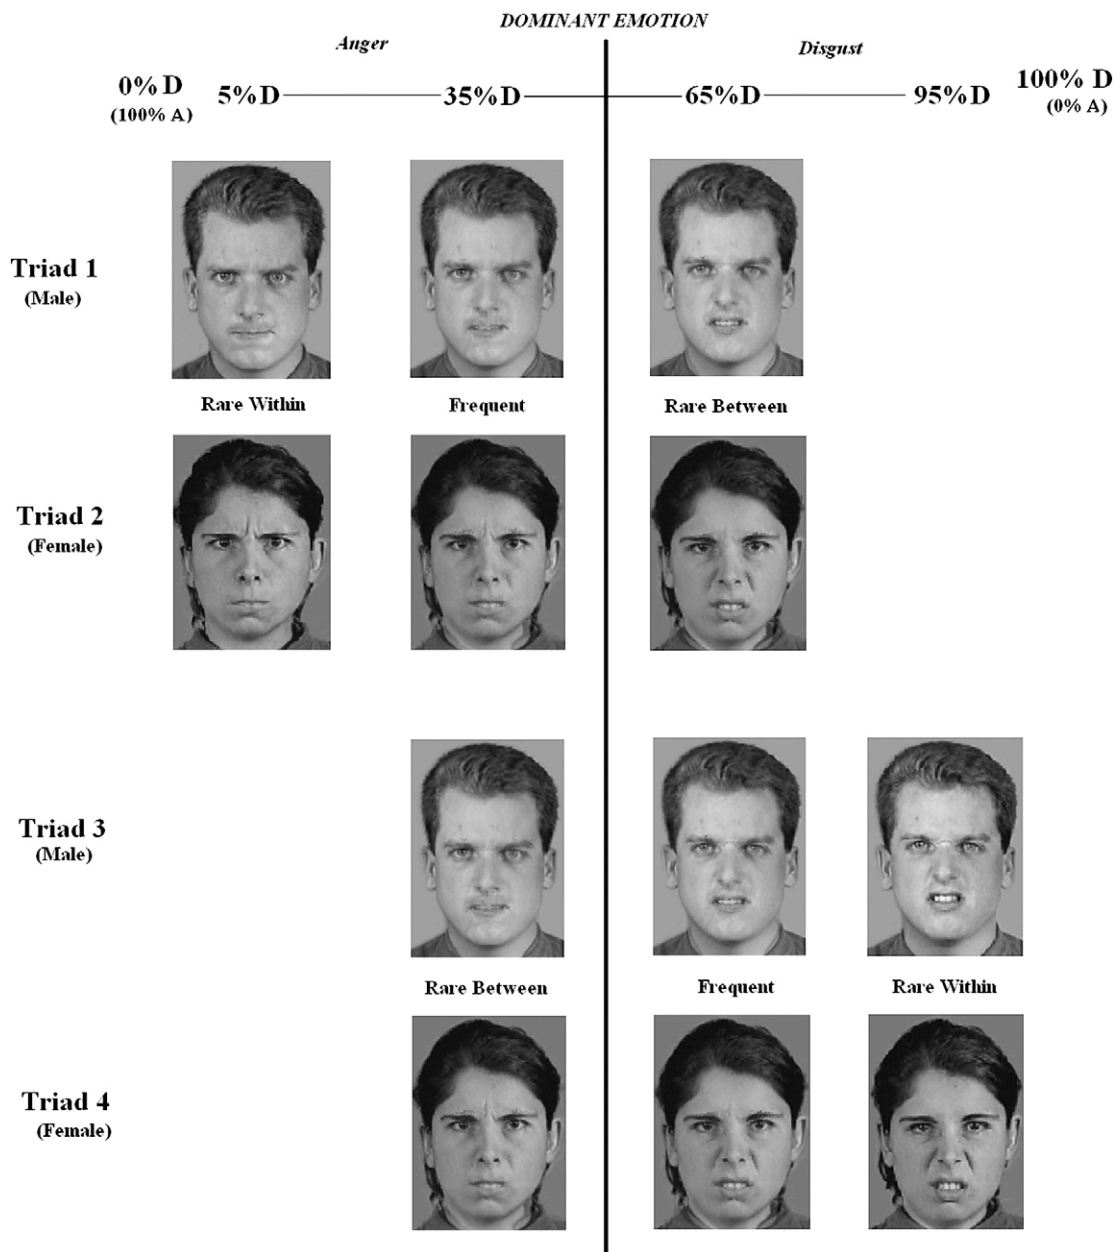 DOMINANT EMOTION
Anger
Disgust
0% D
(100% A)
5%D
35%D
65%D
95%D
100% D
(0% A)
Triad 1
(Male)
Rare Within
Frequent
Rare Between
Triad 2
(Female)
Triad 3
(Male)
Rare Between
Frequent
Rare Within
Triad 4
(Female)